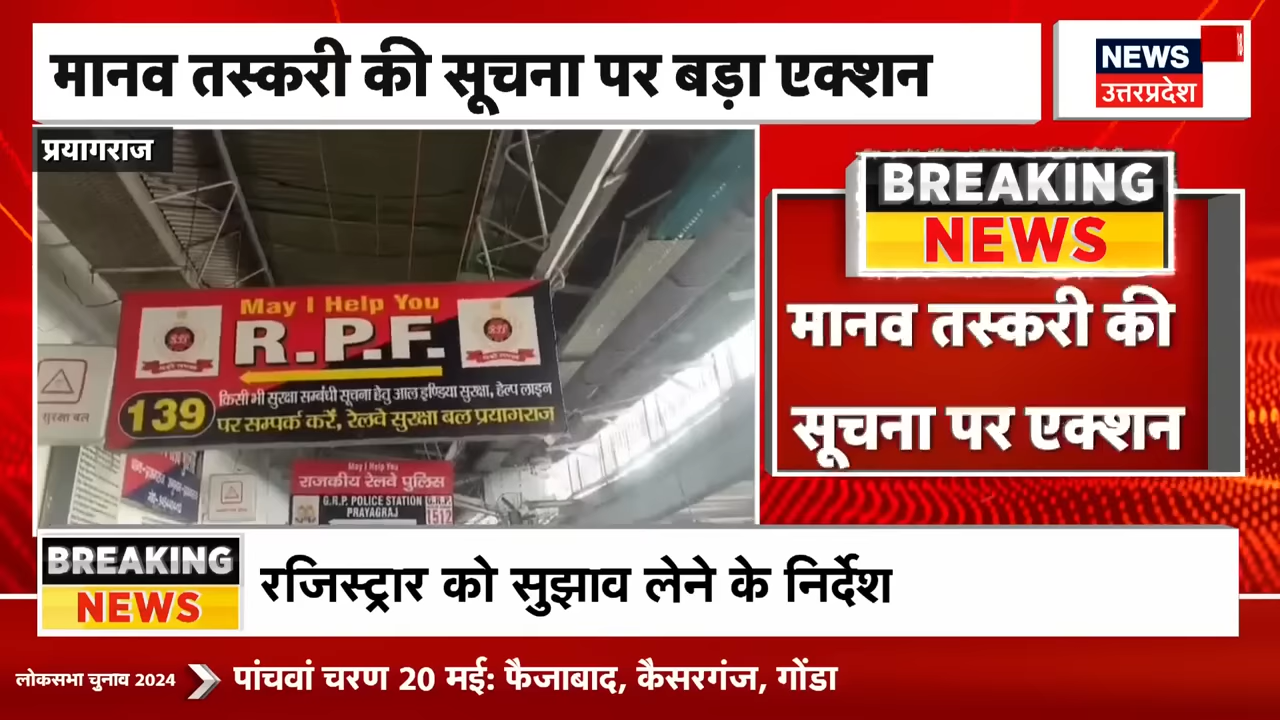 मानव तस्करी की सूचना पर बड़ा एक्शन
NEWS
उत्तरप्रदेश
प्रयागराज
May I Help You
R.P.F.
139
किसी भी सुरक्षा सम्बंधी सूचना हेतु आल इण्डिया सुरक्षा, हेल्प लाइन
पर सम्पर्क करें, रेलवे सुरक्षा बल प्रयागराज
सुरक्षा बल
May I Help You
राजकीय रेलवे पुलिस
G.R.P. POLICE STATION
PRAYAGRAJ
G.R.P.
1512
BREAKING
NEWS
मानव तस्करी की
सूचना पर एक्शन
BREAKING
NEWS
रजिस्ट्रार को सुझाव लेने के निर्देश
लोकसभा चुनाव 2024
पांचवां चरण 20 मई: फैजाबाद, कैसरगंज, गोंडा